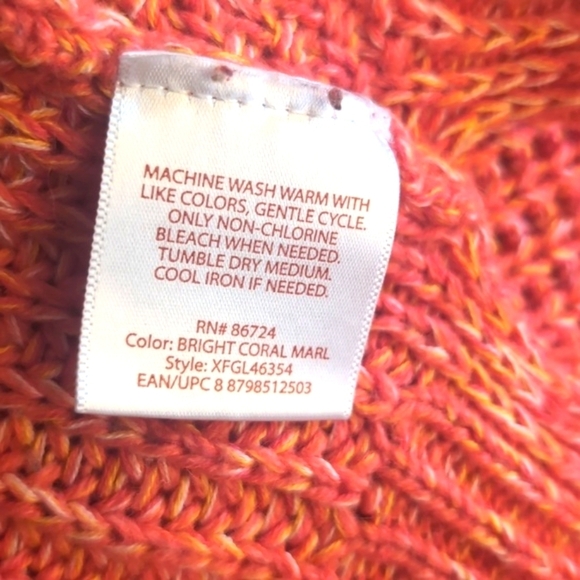 MACHINE WASH WARM WITH
LIKE COLORS, GENTLE CYCLE.
ONLY NON-CHLORINE
BLEACH WHEN NEEDED.
TUMBLE DRY MEDIUM.
COOL IRON IF NEEDED.
RN# 86724
Color: BRIGHT CORAL MARL
Style: XFGL46354
EAN/UPC 8 8798512503